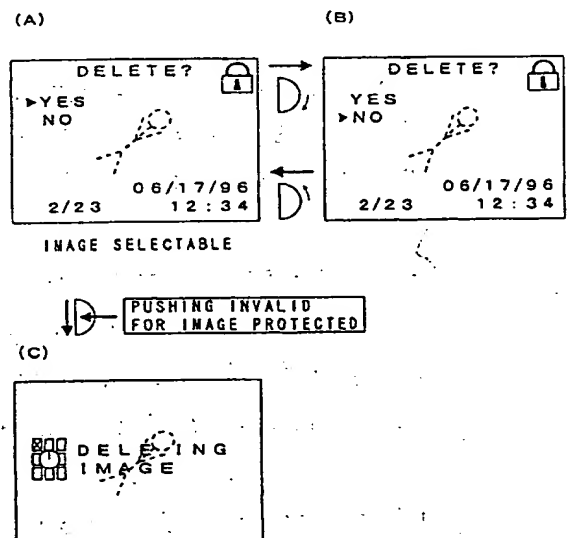 (A)
(B)
DELETE?
▶YES
NO
06/17/96
2/23 12:34
DELETE?
YES
▶NO
06/17/96
2/23 12:34
IMAGE SELECTABLE
PUSHING INVALID
FOR IMAGE PROTECTED
(C)
DELETING
IMAGE